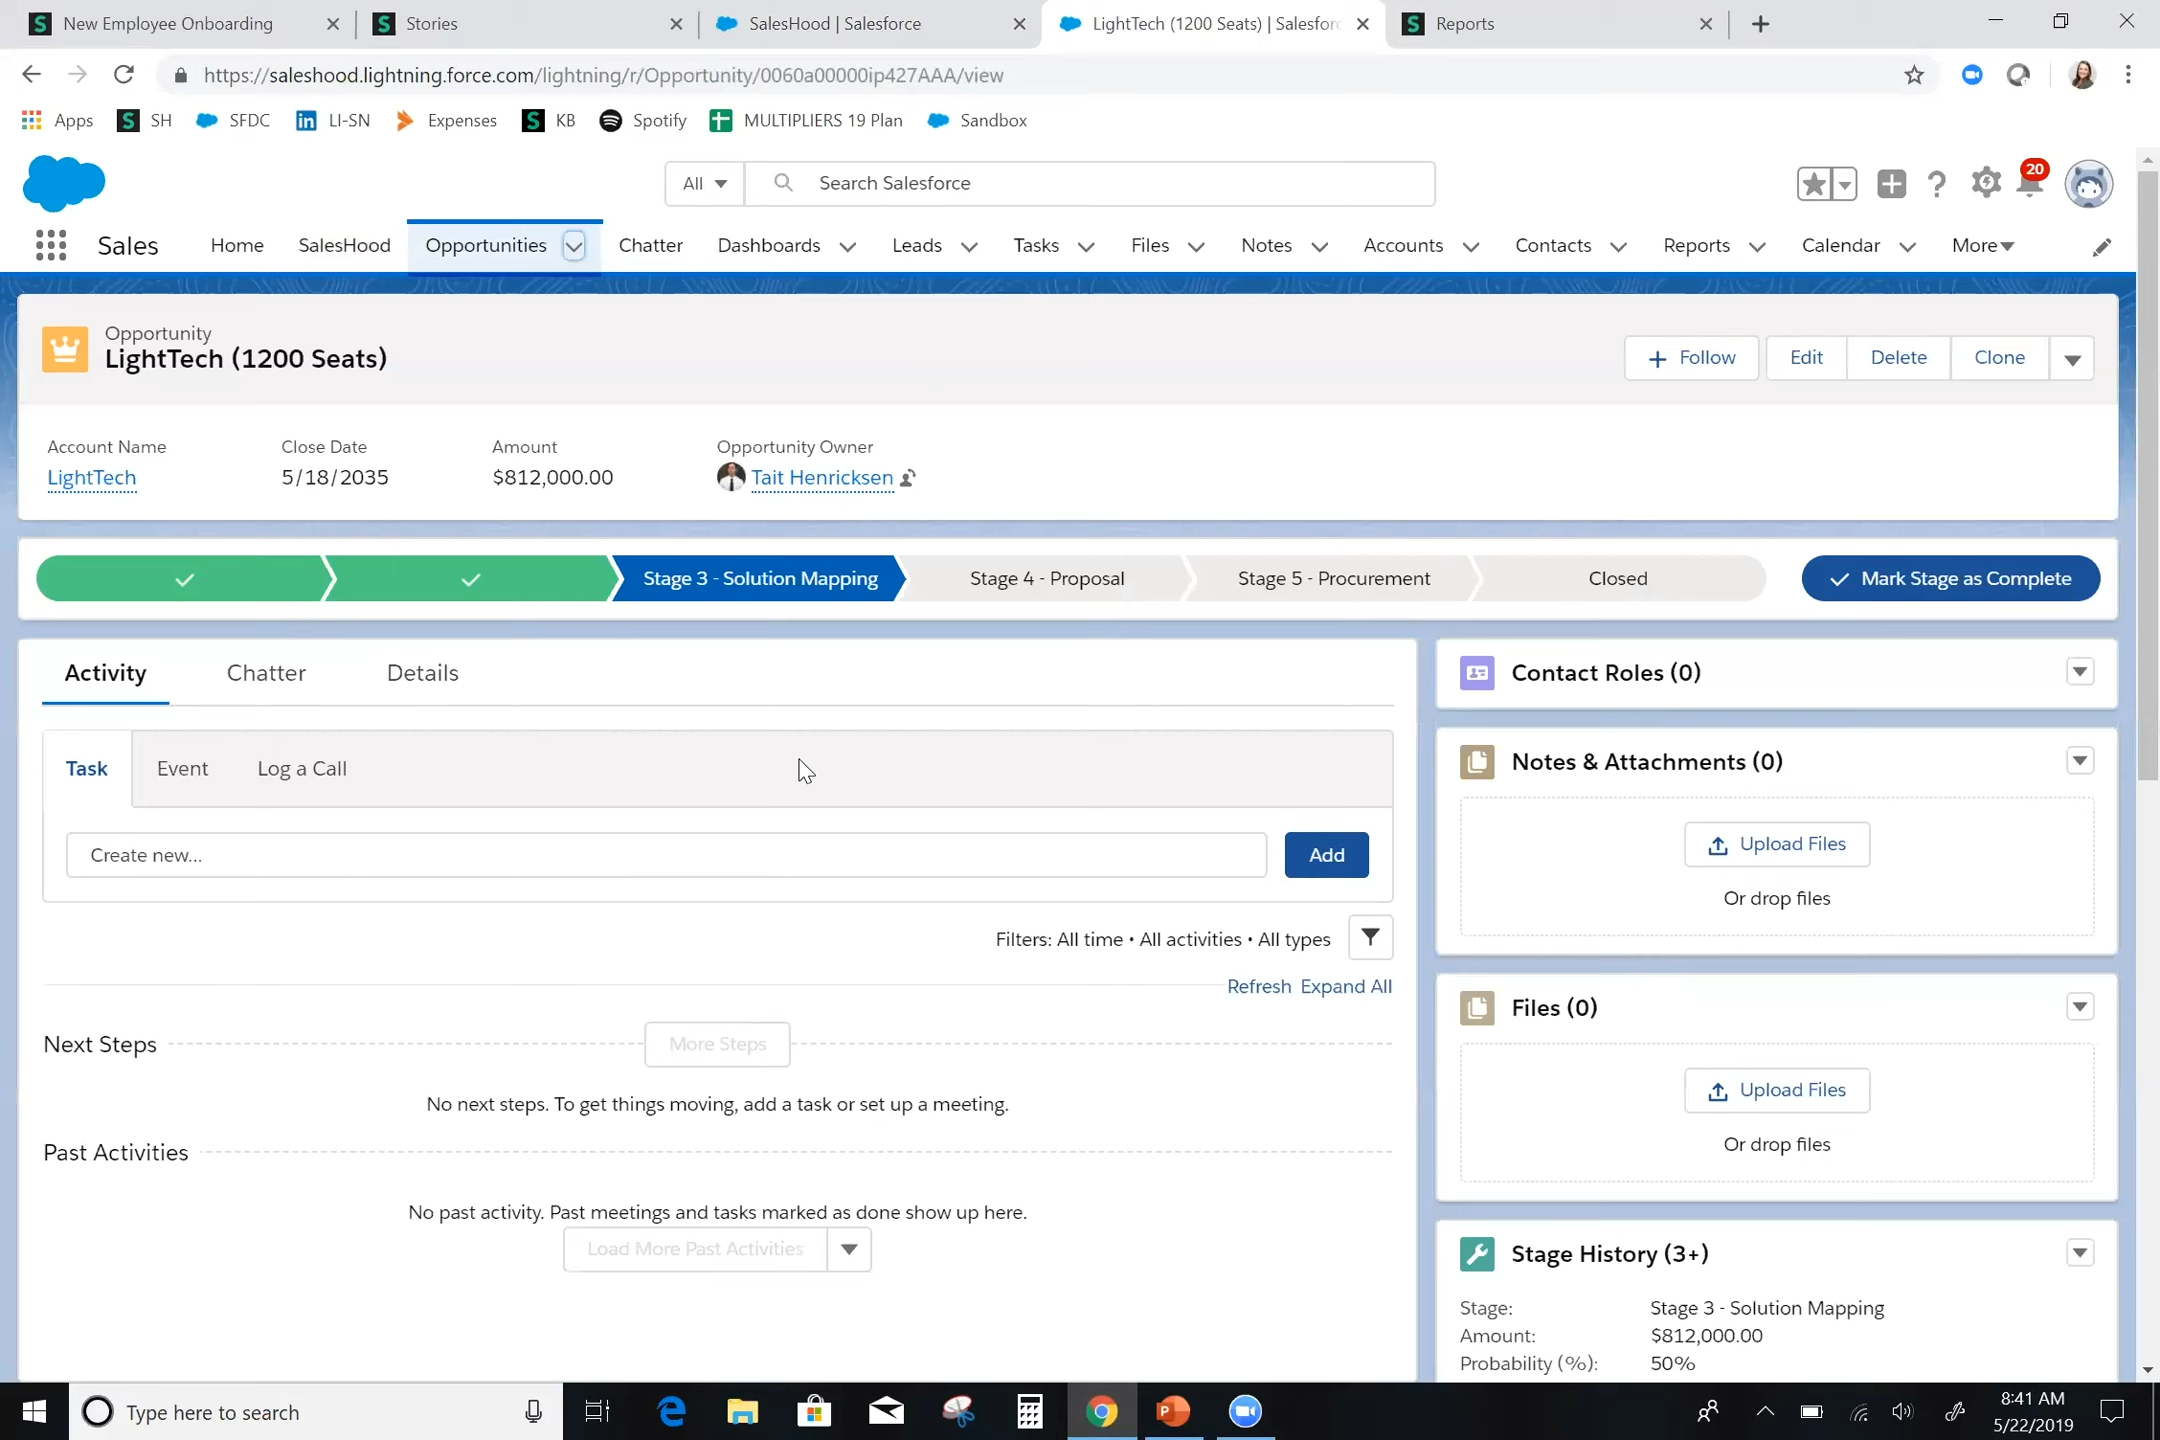 New Employee Onboarding
Stories
SalesHood | Salesforce
LightTech (1200 Seats) | Salesforc
Reports
https://saleshood.lightning.force.com/lightning/r/Opportunity/0060a00000ip427AAA/view
Apps SH SFDC LI-SN Expenses KB Spotify MULTIPLIERS 19 Plan Sandbox
All Search Salesforce
20
Sales Home SalesHood Opportunities Chatter Dashboards Leads Tasks Files Notes Accounts Contacts Reports Calendar More
Opportunity
LightTech (1200 Seats)
Follow Edit Delete Clone
Account Name Close Date Amount Opportunity Owner
LightTech 5/18/2035 $812,000.00 Tait Henricksen
Stage 3 - Solution Mapping Stage 4 - Proposal Stage 5 - Procurement Closed Mark Stage as Complete
Activity Chatter Details
Task Event Log a Call
Create new... Add
Filters: All time • All activities • All types
Refresh Expand All
Next Steps More Steps
No next steps. To get things moving, add a task or set up a meeting.
Past Activities
No past activity. Past meetings and tasks marked as done show up here.
Load More Past Activities
Contact Roles (0)
Notes & Attachments (0)
Upload Files
Or drop files
Files (0)
Upload Files
Or drop files
Stage History (3+)
Stage: Stage 3 - Solution Mapping
Amount: $812,000.00
Probability (%): 50%
Type here to search
8:41 AM
5/22/2019